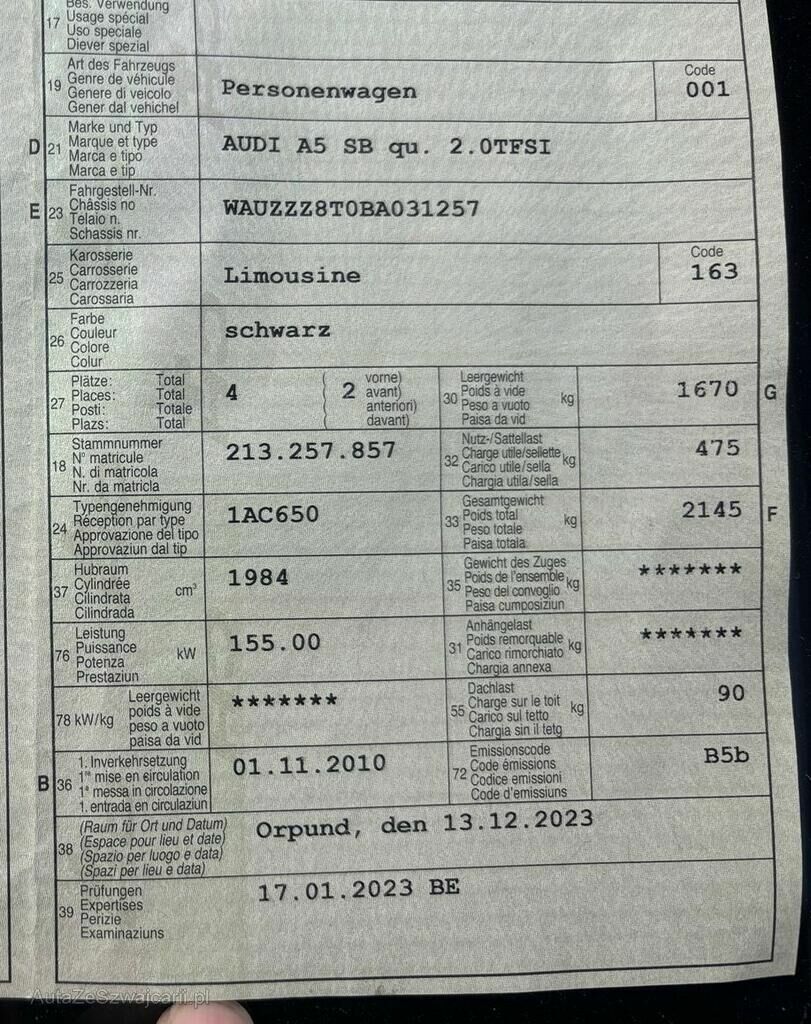 Bes. Verwendung
17 Usage spécial
Uso speciale
Diever spezial
Art des Fahrzeugs
19 Genre de véhicule
Genere di veicolo
Gener dal vehichel
Personenwagen
Code
001
Marke und Typ
D 21 Marque et type
Marca e tipo
Marca e tip
AUDI A5 SB qu. 2.0TFSI
Fahrgestell-Nr.
E 23 Châssis no
Telaio n.
Schassis nr.
WAUZZZ8T0BA031257
Karosserie
25 Carrosserie
Carrozzeria
Carossaria
Limousine
Code
163
Farbe
26 Couleur
Colore
Colur
schwarz
Plätze: Total
27 Places: Total
Posti: Totale
Plazs: Total
4 ( 2 vorne)
( avant)
( anteriori)
( davant)
Leergewicht
30 Poids à vide kg
Peso a vuoto
Paisa da vid
1670 G
Stammnummer
18 N° matricule
N. di matricola
Nr. da matricla
213.257.857
Nutz-/Sattellast
32 Charge utile/sellette kg
Carico utile/sella
Chargia utila/sella
475
Typengenehmigung
24 Réception par type
Approvazione del tipo
Approvaziun dal tip
1AC650
Gesamtgewicht
33 Poids total kg
Peso totale
Paisa totala
2145 F
Hubraum
37 Cylindrée cm³
Cilindrata
Cilindrada
1984
Gewicht des Zuges
35 Poids de l'ensemble kg
Peso del convoglio
Paisa cumposiziun
*******
Leistung
76 Puissance kW
Potenza
Prestaziun
155.00
Anhängelast
31 Poids remorquable kg
Carico rimorchiato
Chargia annexa
*******
Leergewicht
78 kW/kg poids à vide
peso a vuoto
paisa da vid
*******
Dachlast
55 Charge sur le toit kg
Carico sul tetto
Chargia sin il tetg
90
1. Inverkehrsetzung
B 36 1re mise en circulation
1a messa in circolazione
1. entrada en circulaziun
01.11.2010
Emissionscode
72 Code émissions
Codice emissioni
Code d'emissiuns
B5b
(Raum für Ort und Datum)
38 (Espace pour lieu et date)
(Spazio per luogo e data)
(Spazi per lieu e data)
Orpund, den 13.12.2023
Prüfungen
39 Expertises
Perizie
Examinaziuns
17.01.2023 BE
AutaZeSzwajcarii.pl